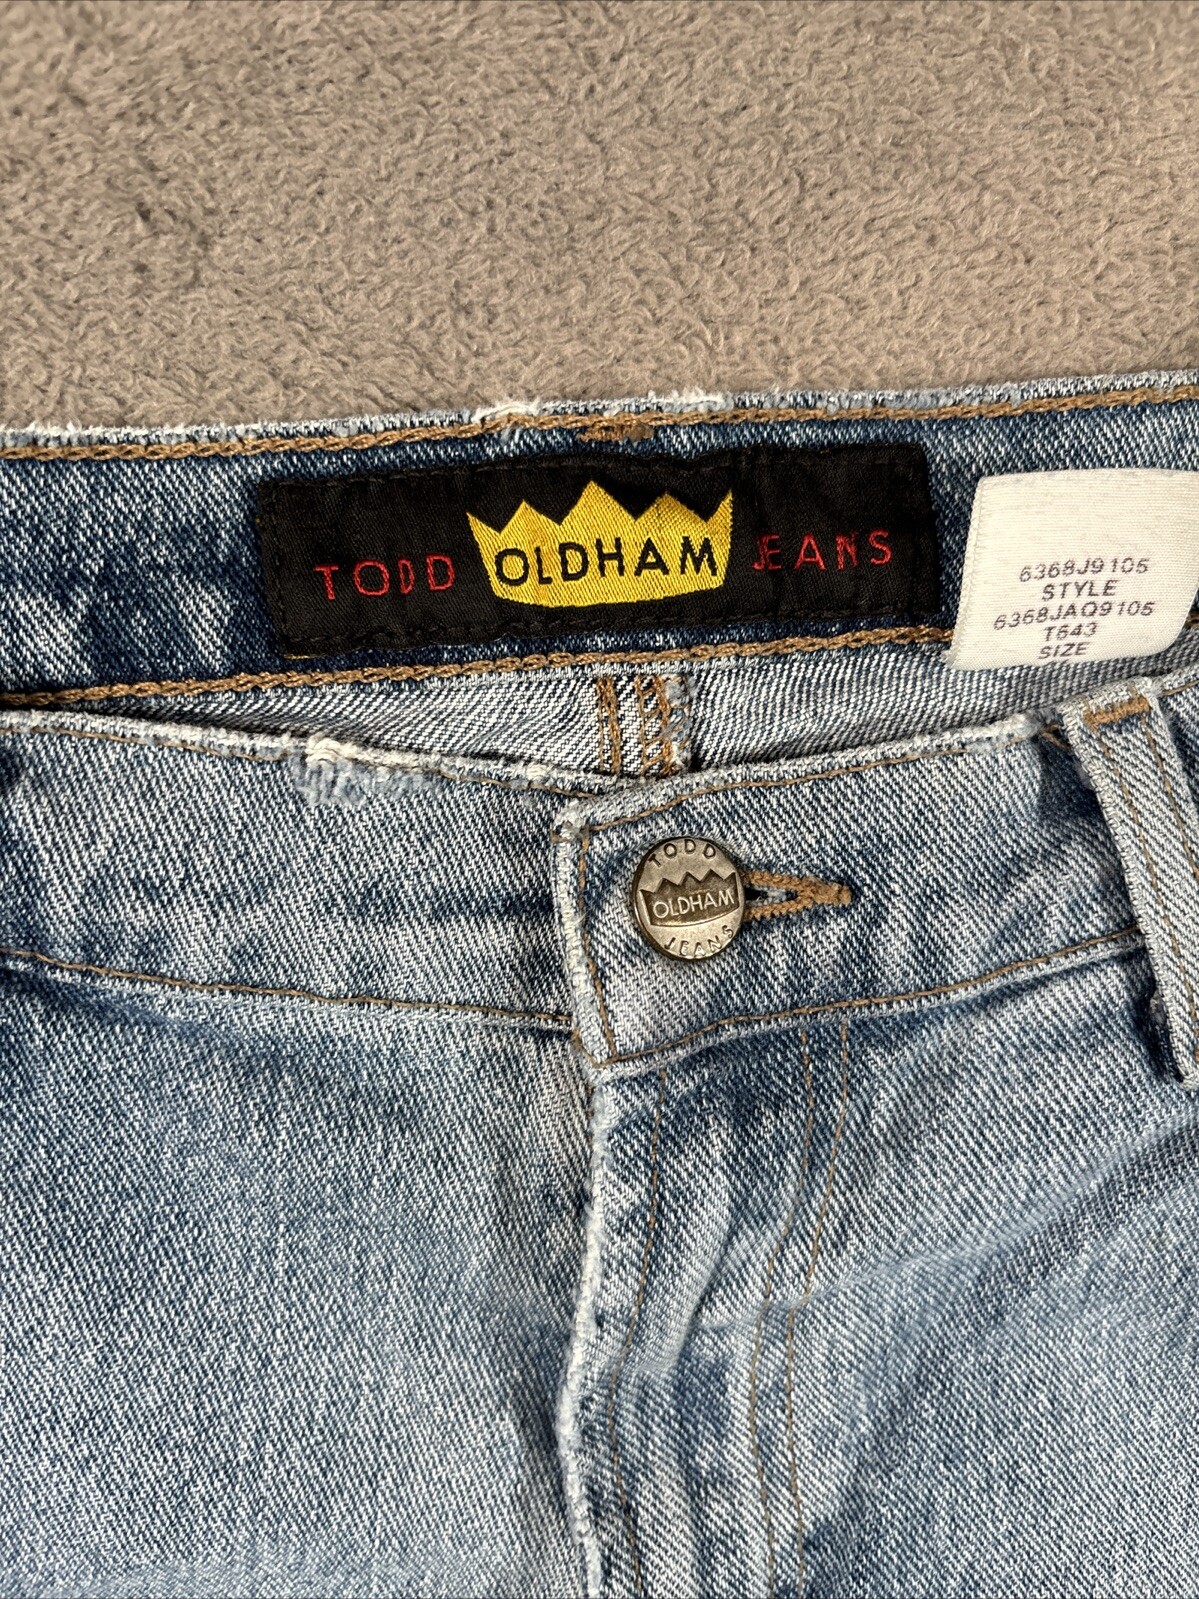 TODD OLDHAM JEANS
6368J9105
STYLE
6368JAQ9105
T643
SIZE
TODD
OLDHAM
JEANS